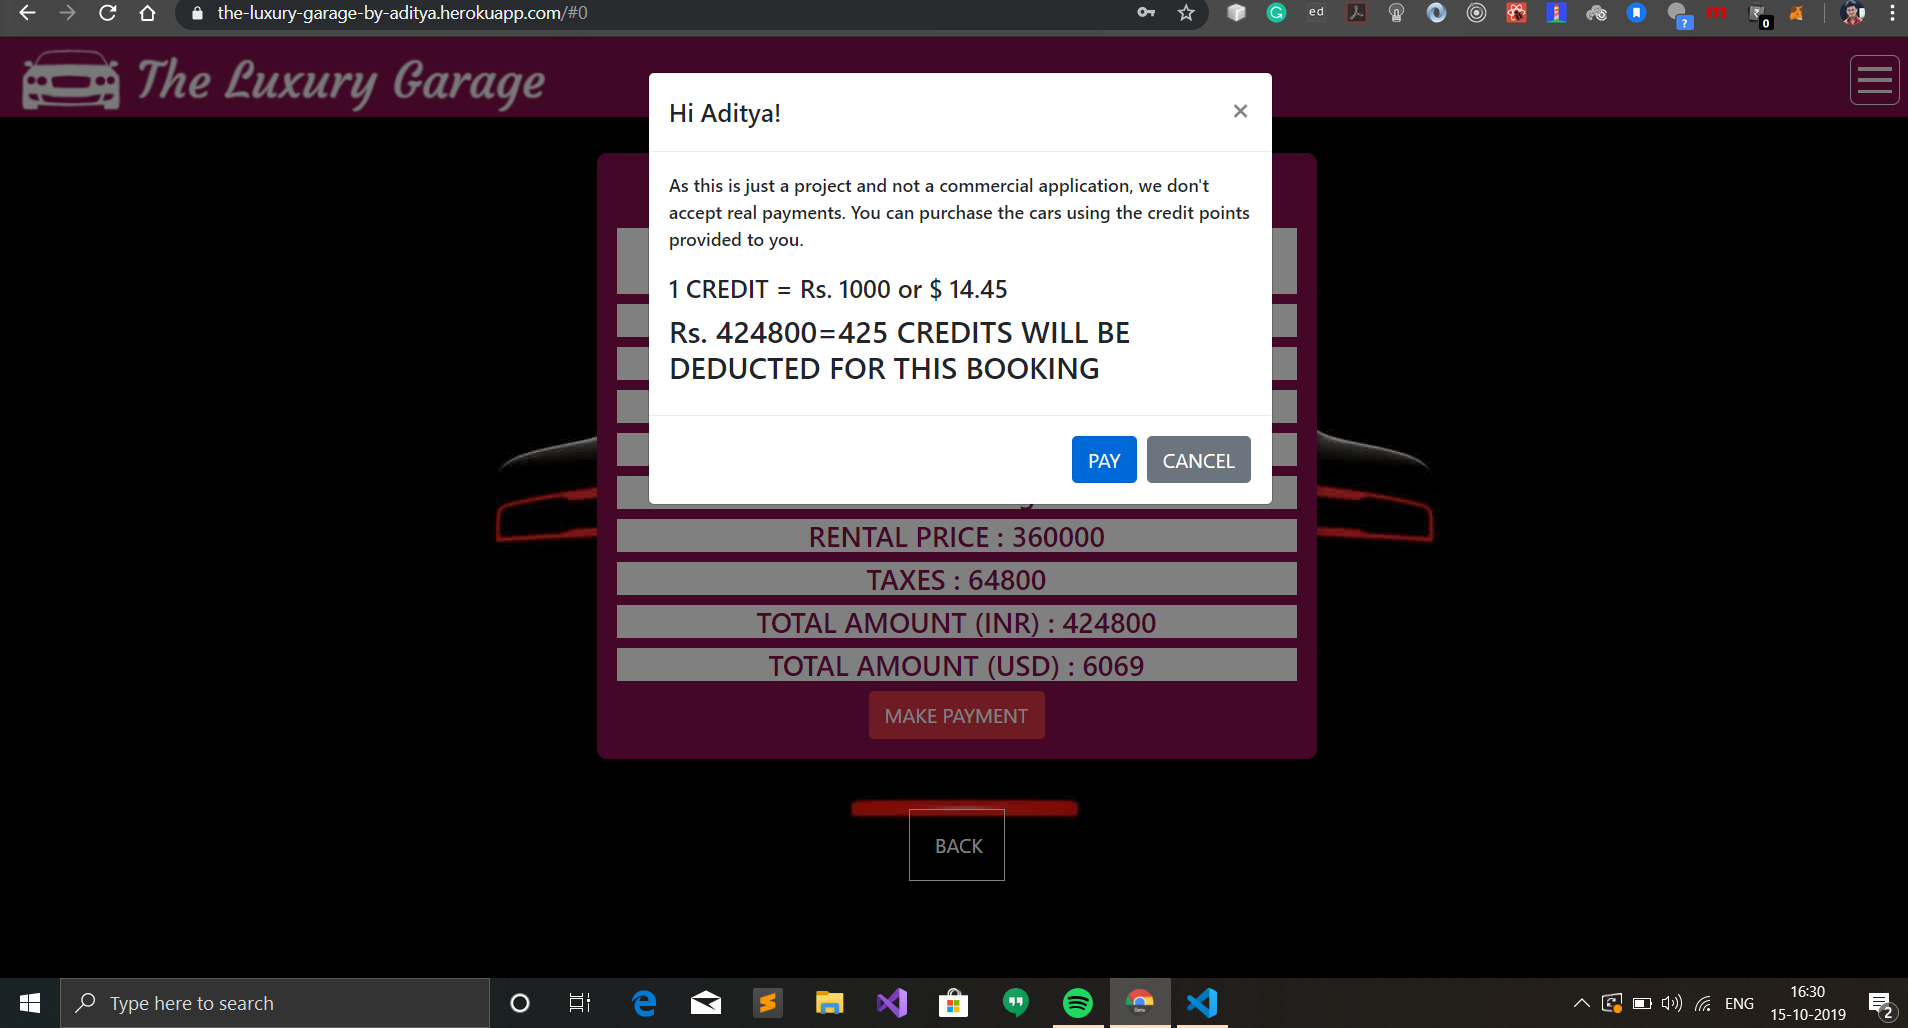 the-luxury-garage-by-aditya.herokuapp.com/#0
ed
?
m
0
The Luxury Garage
Hi Aditya!
×
As this is just a project and not a commercial application, we don't
accept real payments. You can purchase the cars using the credit points
provided to you.
1 CREDIT = Rs. 1000 or $ 14.45
Rs. 424800=425 CREDITS WILL BE
DEDUCTED FOR THIS BOOKING
PAY CANCEL
RENTAL PRICE : 360000
TAXES : 64800
TOTAL AMOUNT (INR) : 424800
TOTAL AMOUNT (USD) : 6069
MAKE PAYMENT
BACK
Type here to search
Beta
ENG
16:30
15-10-2019
2